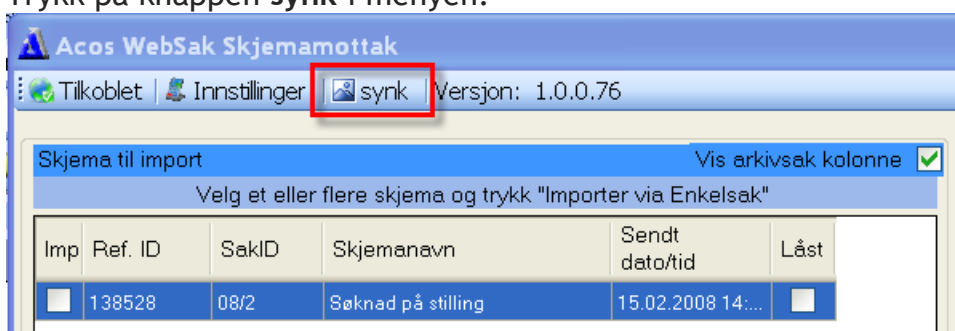 Trykk på knappen synk i menyen.
Acos WebSak Skjemamottak
Tilkoblet Innstillinger synk Versjon: 1.0.0.76
Skjema til import Vis arkivsak kolonne
Velg et eller flere skjema og trykk "Importer via Enkelsak"
Imp Ref. ID SakID Skjemanavn Sendt dato/tid Låst
138528 08/2 Søknad på stilling 15.02.2008 14:...